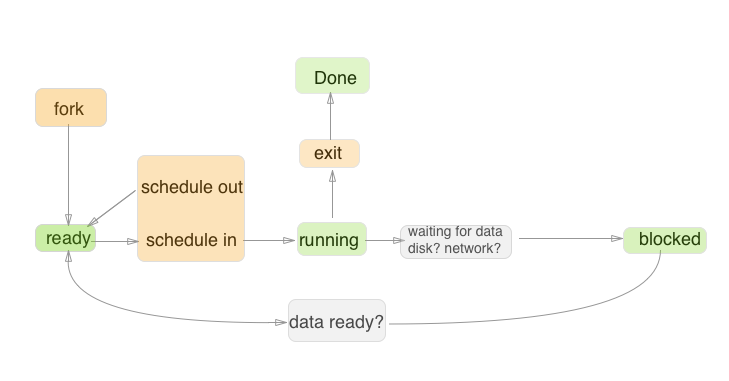 Done
fork
exit
schedule out
ready
schedule in
running
waiting for data
disk? network?
blocked
data ready?